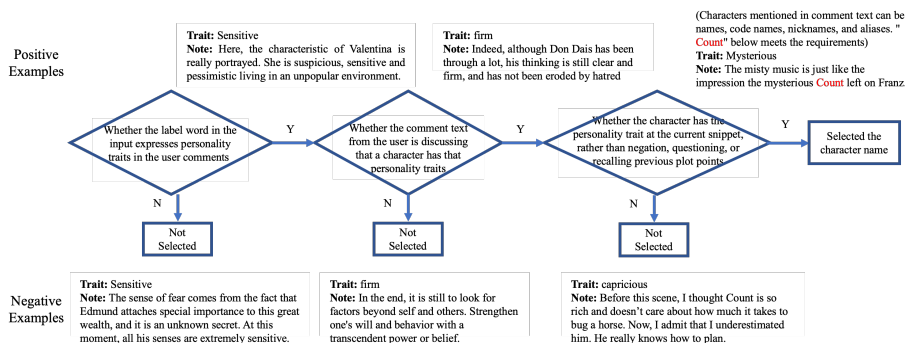 Positive
Examples
Trait: Sensitive
Note: Here, the characteristic of Valentina is
really portrayed. She is suspicious, sensitive and
pessimistic living in an unpopular environment.
Trait: firm
Note: Indeed, although Don Dais has been
through a lot, his thinking is still clear and
firm, and has not been eroded by hatred
(Characters mentioned in comment text can be
names, code names, nicknames, and aliases. "
Count" below meets the requirements)
Trait: Mysterious
Note: The misty music is just like the
impression the mysterious Count left on Franz
Whether the label word in the
input expresses personality
traits in the user comments
Y
Whether the comment text
from the user is discussing
that a character has that
personality traits
Y
Whether the character has the
personality trait at the current snippet,
rather than negation, questioning, or
recalling previous plot points
Y
Selected the
character name
N
N
N
Not
Selected
Not
Selected
Not
Selected
Negative
Examples
Trait: Sensitive
Note: The sense of fear comes from the fact that
Edmund attaches special importance to this great
wealth, and it is an unknown secret. At this
moment, all his senses are extremely sensitive.
Trait: firm
Note: In the end, it is still to look for
factors beyond self and others. Strengthen
one's will and behavior with a
transcendent power or belief.
Trait: capricious
Note: Before this scene, I thought Count is so
rich and doesn't care about how much it takes to
bug a horse. Now, I admit that I underestimated
him. He really knows how to plan.